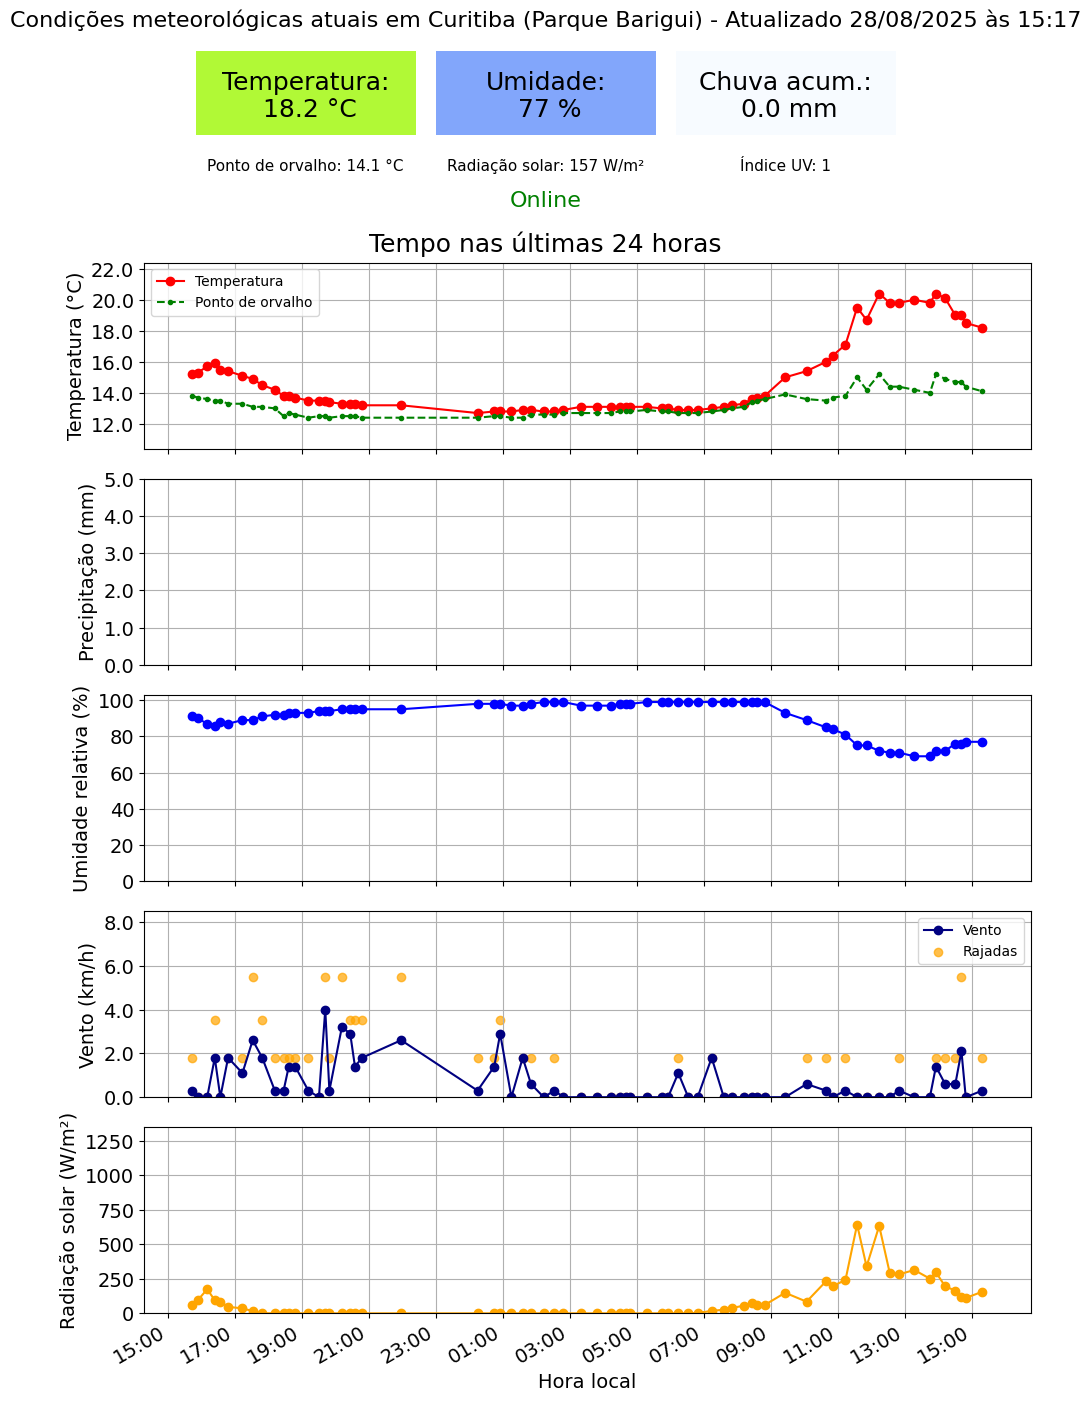 Condições meteorológicas atuais em Curitiba (Parque Barigui) - Atualizado 28/08/2025 às 15:17
Temperatura:
18.2 °C
Umidade:
77 %
Chuva acum.:
0.0 mm
Ponto de orvalho: 14.1 °C
Radiação solar: 157 W/m²
Índice UV: 1
Online
Tempo nas últimas 24 horas
Temperatura (°C)
22.0
20.0
18.0
16.0
14.0
12.0
Temperatura
Ponto de orvalho
Precipitação (mm)
5.0
4.0
3.0
2.0
1.0
0.0
Umidade relativa (%)
100
80
60
40
20
0
Vento (km/h)
8.0
6.0
4.0
2.0
0.0
Vento
Rajadas
Radiação solar (W/m²)
1250
1000
750
500
250
0
15:00
17:00
19:00
21:00
23:00
01:00
03:00
05:00
07:00
09:00
11:00
13:00
15:00
Hora local